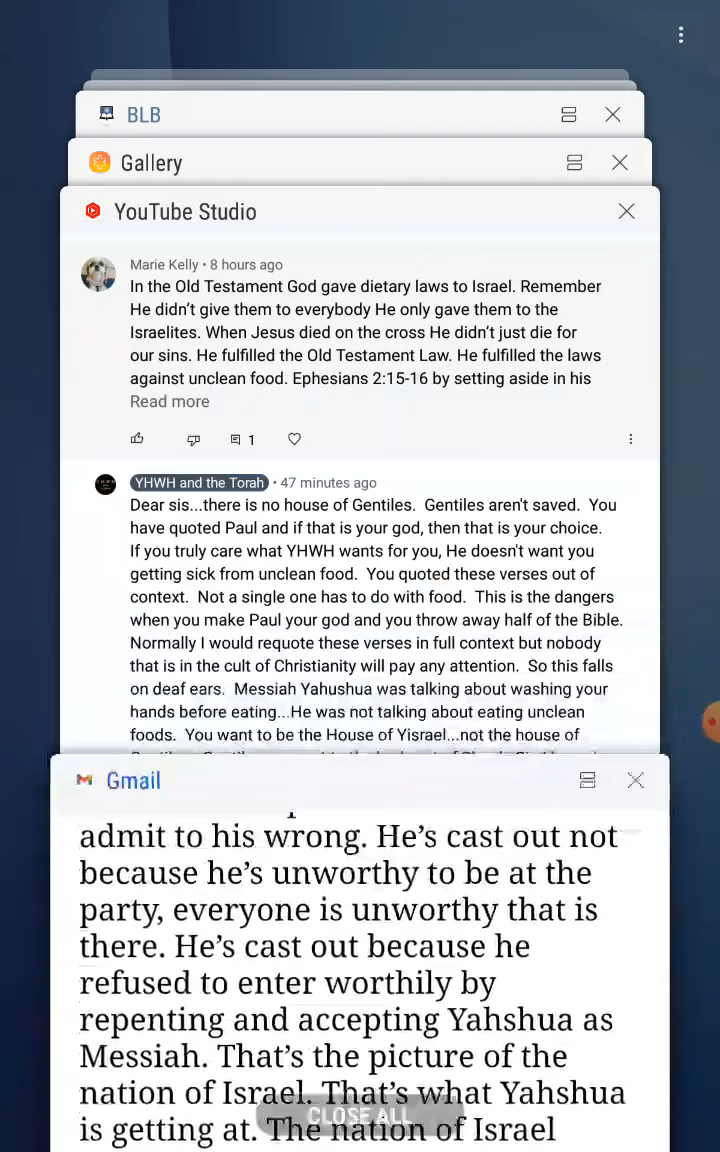 BLB
Gallery
YouTube Studio
Marie Kelly • 8 hours ago
In the Old Testament God gave dietary laws to Israel. Remember
He didn’t give them to everybody He only gave them to the
Israelites. When Jesus died on the cross He didn’t just die for
our sins. He fulfilled the Old Testament Law. He fulfilled the laws
against unclean food. Ephesians 2:15-16 by setting aside in his
Read more
1
YHWH and the Torah • 47 minutes ago
Dear sis...there is no house of Gentiles. Gentiles aren't saved. You
have quoted Paul and if that is your god, then that is your choice.
If you truly care what YHWH wants for you, He doesn't want you
getting sick from unclean food. You quoted these verses out of
context. Not a single one has to do with food. This is the dangers
when you make Paul your god and you throw away half of the Bible.
Normally I would requote these verses in full context but nobody
that is in the cult of Christianity will pay any attention. So this falls
on deaf ears. Messiah Yahushua was talking about washing your
hands before eating...He was not talking about eating unclean
foods. You want to be the House of Yisrael...not the house of
Gmail
admit to his wrong. He’s cast out not
because he’s unworthy to be at the
party, everyone is unworthy that is
there. He’s cast out because he
refused to enter worthily by
repenting and accepting Yahshua as
Messiah. That’s the picture of the
nation of Israel. That’s what Yahshua
CLOSE ALL
is getting at. The nation of Israel